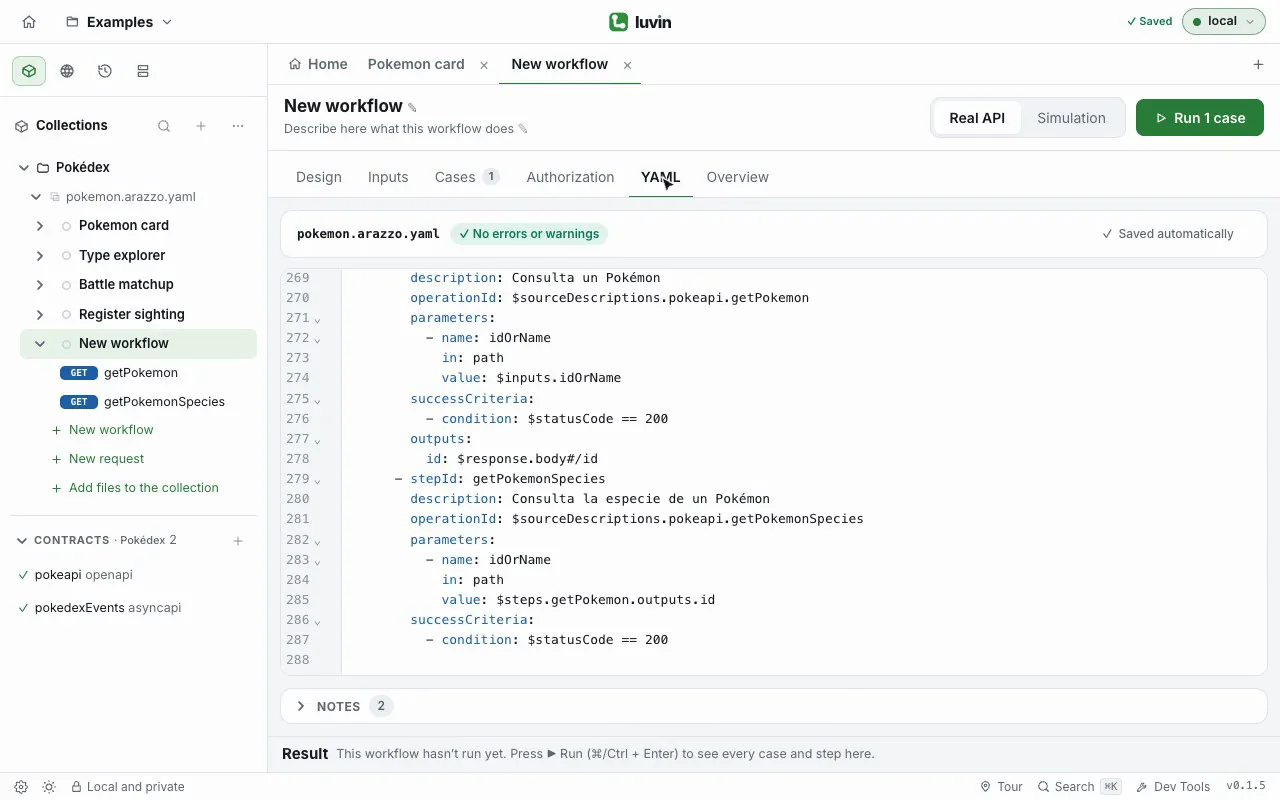 Examples
luvin
Saved
local
Home
Pokemon card
New workflow
New workflow
Describe here what this workflow does
Real API
Simulation
Run 1 case
Collections
Pokédex
pokemon.arazzo.yaml
Pokemon card
Type explorer
Battle matchup
Register sighting
New workflow
GET getPokemon
GET getPokemonSpecies
+ New workflow
+ New request
+ Add files to the collection
CONTRACTS · Pokédex 2
pokeapi openapi
pokedexEvents asyncapi
Design
Inputs
Cases 1
Authorization
YAML
Overview
pokemon.arazzo.yaml
No errors or warnings
Saved automatically
269 description: Consulta un Pokémon
270 operationId: $sourceDescriptions.pokeapi.getPokemon
271 parameters:
272 - name: idOrName
273 in: path
274 value: $inputs.idOrName
275 successCriteria:
276 - condition: $statusCode == 200
277 outputs:
278 id: $response.body#/id
279 - stepId: getPokemonSpecies
280 description: Consulta la especie de un Pokémon
281 operationId: $sourceDescriptions.pokeapi.getPokemonSpecies
282 parameters:
283 - name: idOrName
284 in: path
285 value: $steps.getPokemon.outputs.id
286 successCriteria:
287 - condition: $statusCode == 200
288
NOTES 2
Result This workflow hasn't run yet. Press ▶ Run (⌘/Ctrl + Enter) to see every case and step here.
Local and private
Tour
Search ⌘K
Dev Tools
v0.1.5